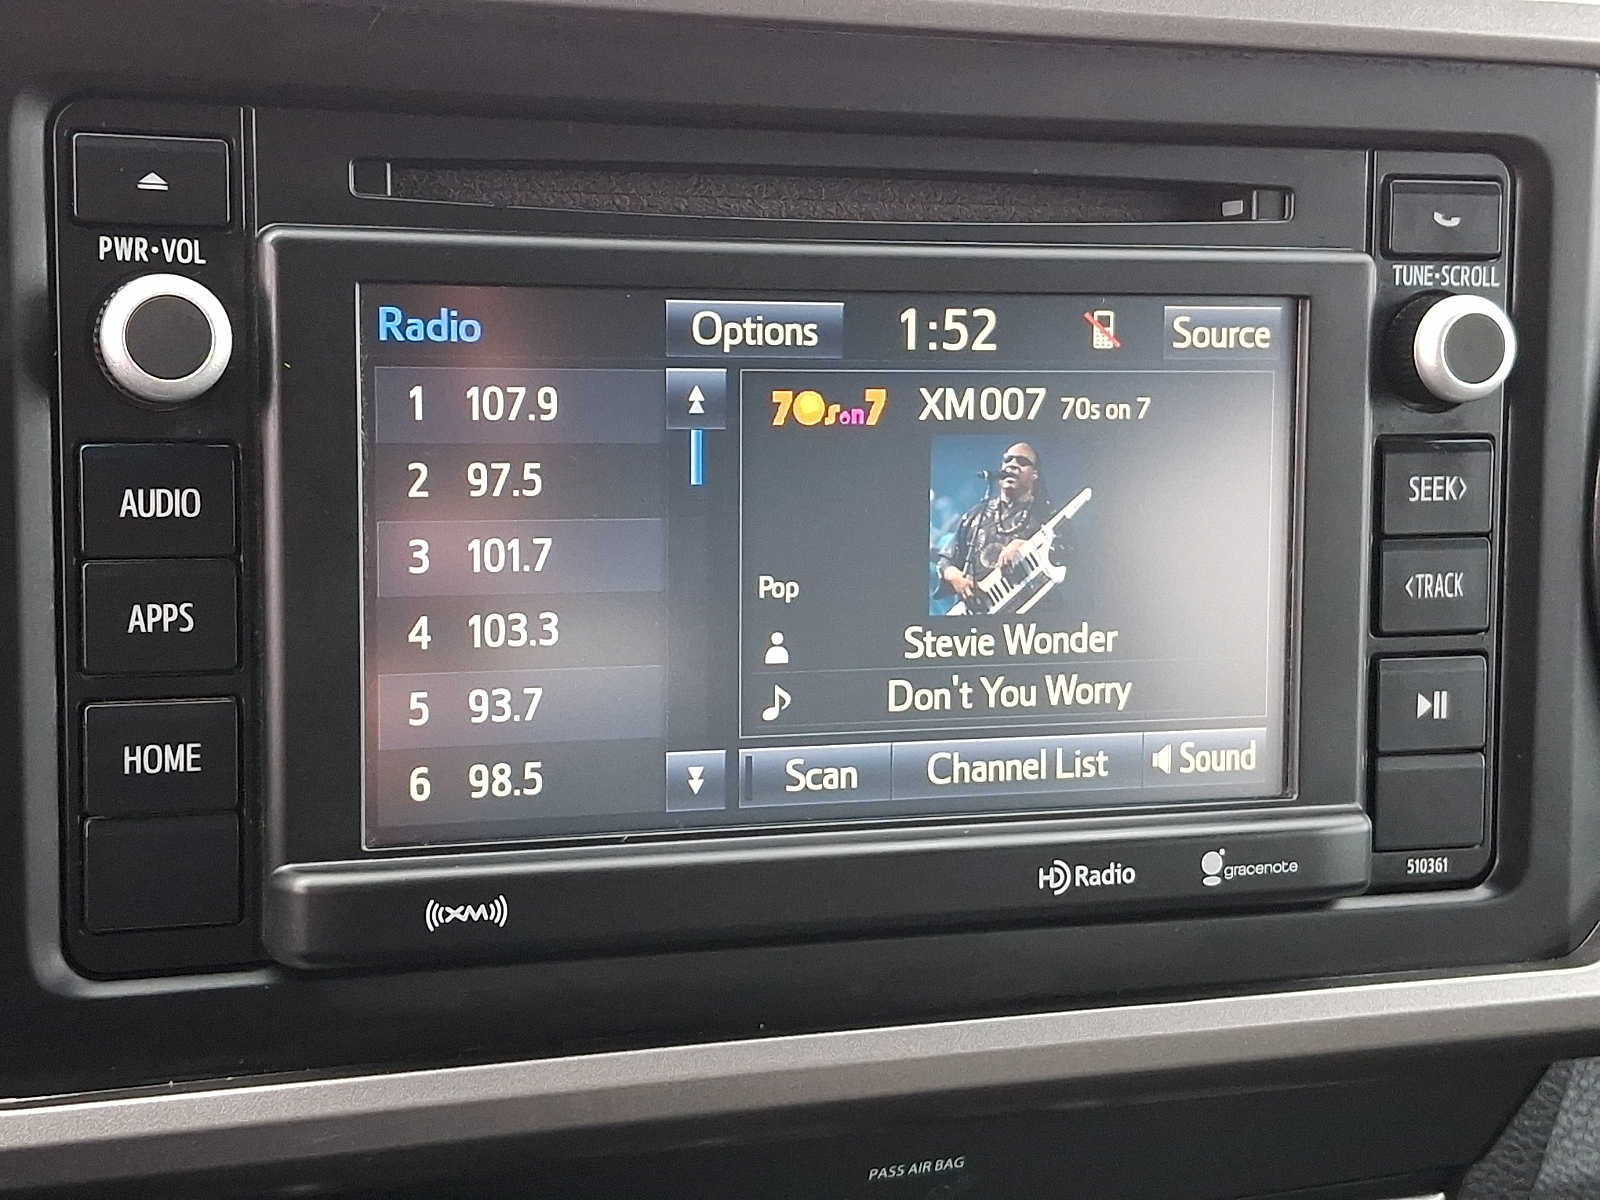 PWR•VOL
TUNE•SCROLL
Radio
Options
1:52
Source
1 107.9
2 97.5
3 101.7
4 103.3
5 93.7
6 98.5
70s on 7 XM007 70s on 7
Pop
Stevie Wonder
Don't You Worry
Scan
Channel List
Sound
AUDIO
APPS
HOME
SEEK>
<TRACK
510361
XM
HD Radio
gracenote
PASS AIR BAG